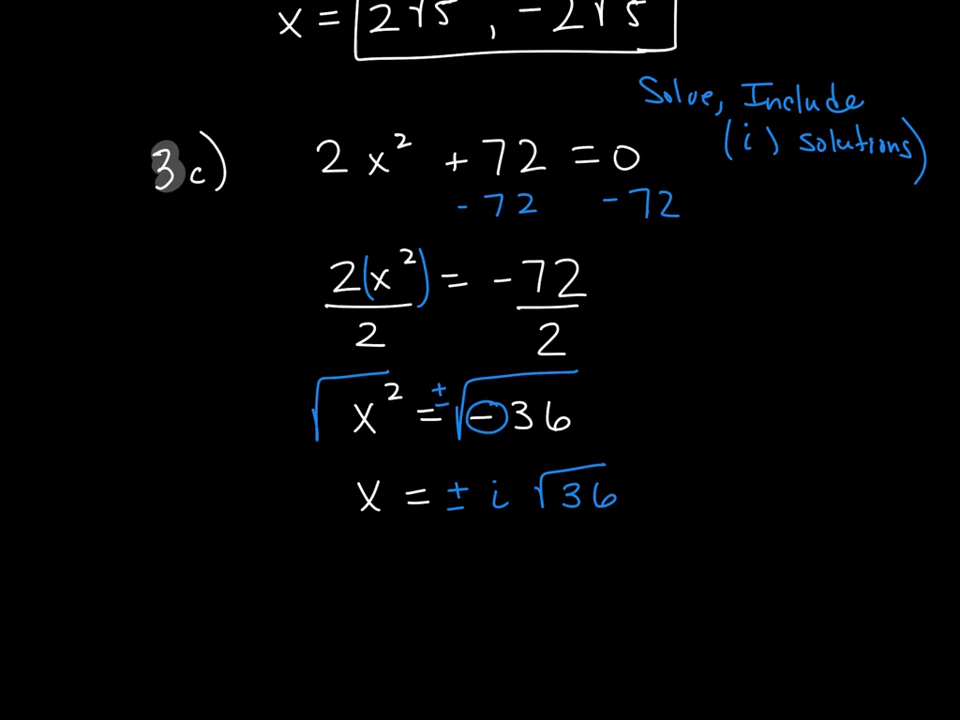 x = 2√5 , -2√5
Solve, Include
(i) solutions)
3c) 2x² + 72 = 0
- 72 - 72
2(x²) = -72
2 2
√x² = ±√-36
x = ± i √36